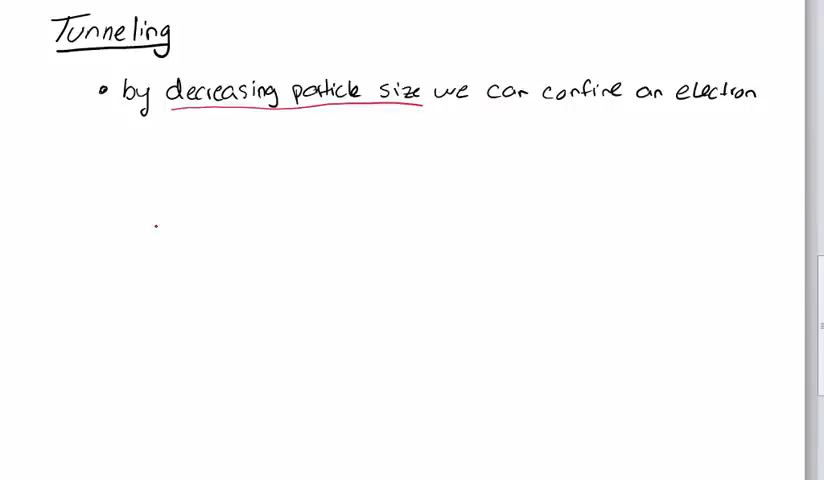 Tunneling
• by decreasing particle size we can confine an electron